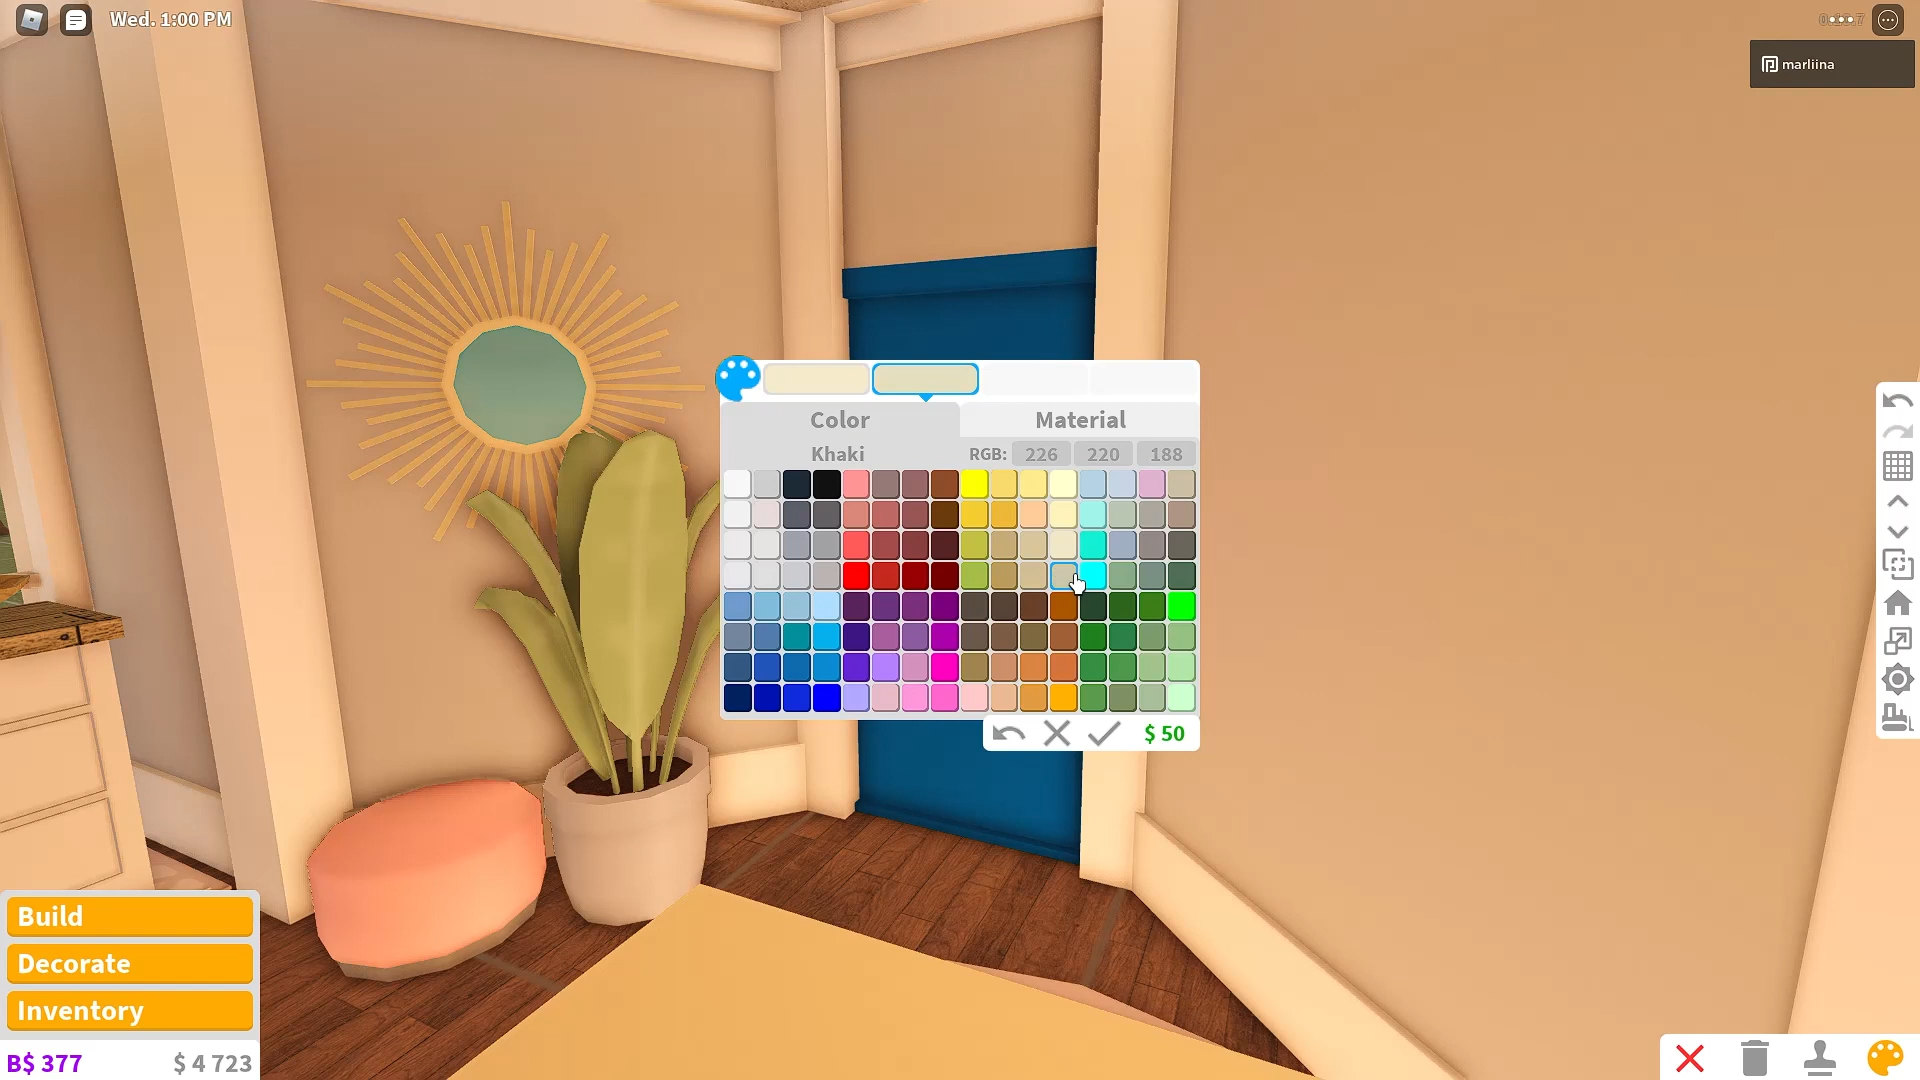 Wed. 1:00 PM
marliina
Color
Material
Khaki
RGB: 226 220 188
$ 50
Build
Decorate
Inventory
B$ 377
$ 4 723